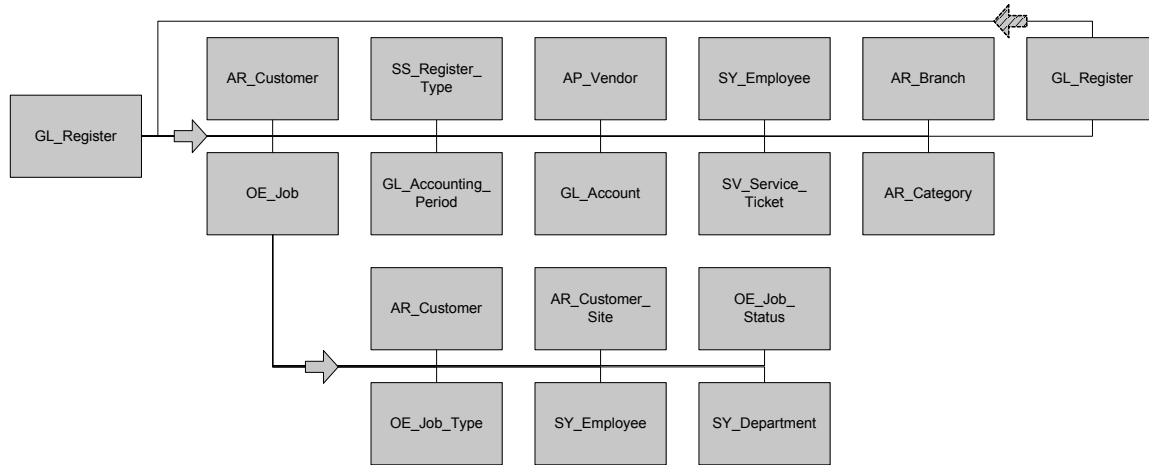 AR_Customer
SS_Register_
Type
AP_Vendor
SY_Employee
AR_Branch
GL_Register
GL_Register
OE_Job
GL_Accounting_
Period
GL_Account
SV_Service_
Ticket
AR_Category
AR_Customer
AR_Customer_
Site
OE_Job_
Status
OE_Job_Type
SY_Employee
SY_Department